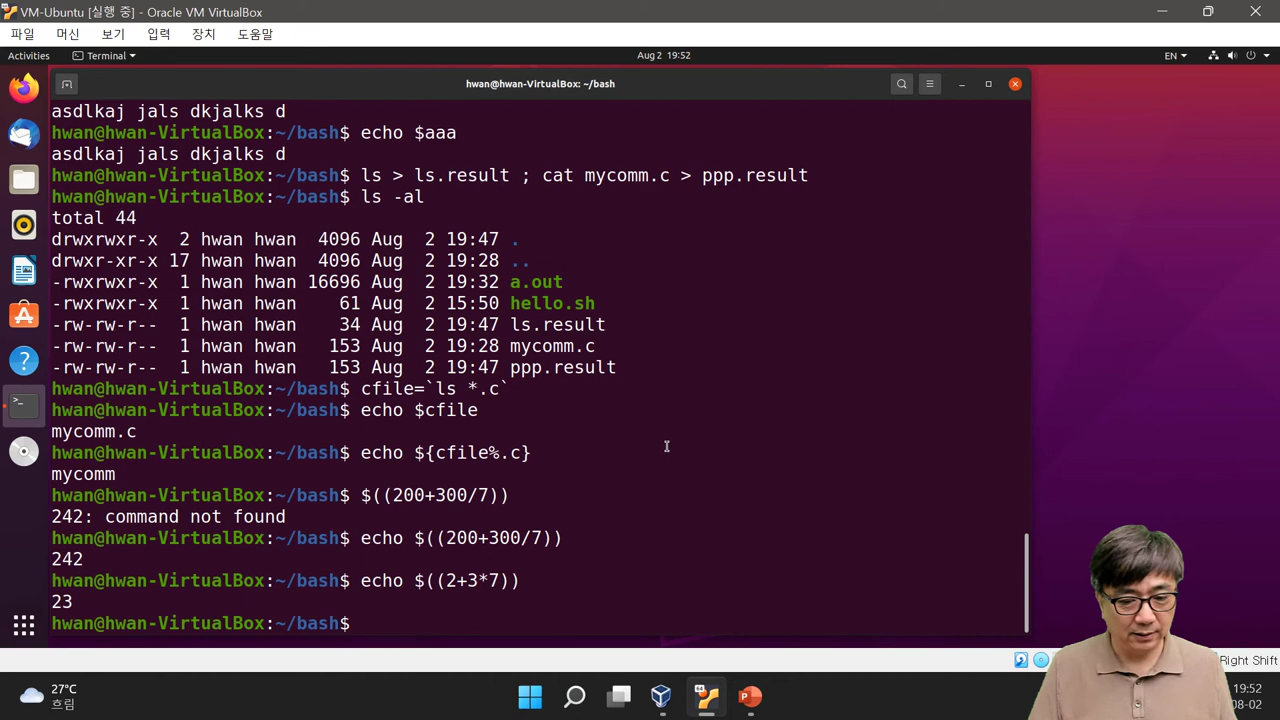 VM-Ubuntu [실행 중] - Oracle VM VirtualBox
파일 머신 보기 입력 장치 도움말
Activities Terminal Aug 2 19:52 EN
hwan@hwan-VirtualBox: ~/bash
asdlkaj jals dkjalks d
hwan@hwan-VirtualBox:~/bash$ echo $aaa
asdlkaj jals dkjalks d
hwan@hwan-VirtualBox:~/bash$ ls > ls.result ; cat mycomm.c > ppp.result
hwan@hwan-VirtualBox:~/bash$ ls -al
total 44
drwxrwxr-x 2 hwan hwan 4096 Aug 2 19:47 .
drwxr-xr-x 17 hwan hwan 4096 Aug 2 19:28 ..
-rwxrwxr-x 1 hwan hwan 16696 Aug 2 19:32 a.out
-rwxrwxr-x 1 hwan hwan 61 Aug 2 15:50 hello.sh
-rw-rw-r-- 1 hwan hwan 34 Aug 2 19:47 ls.result
-rw-rw-r-- 1 hwan hwan 153 Aug 2 19:28 mycomm.c
-rw-rw-r-- 1 hwan hwan 153 Aug 2 19:47 ppp.result
hwan@hwan-VirtualBox:~/bash$ cfile=`ls *.c`
hwan@hwan-VirtualBox:~/bash$ echo $cfile
mycomm.c
hwan@hwan-VirtualBox:~/bash$ echo ${cfile%.c}
mycomm
hwan@hwan-VirtualBox:~/bash$ $((200+300/7))
242: command not found
hwan@hwan-VirtualBox:~/bash$ echo $((200+300/7))
242
hwan@hwan-VirtualBox:~/bash$ echo $((2+3*7))
23
hwan@hwan-VirtualBox:~/bash$
Right Shift
27°C
흐림
19:52
08-02